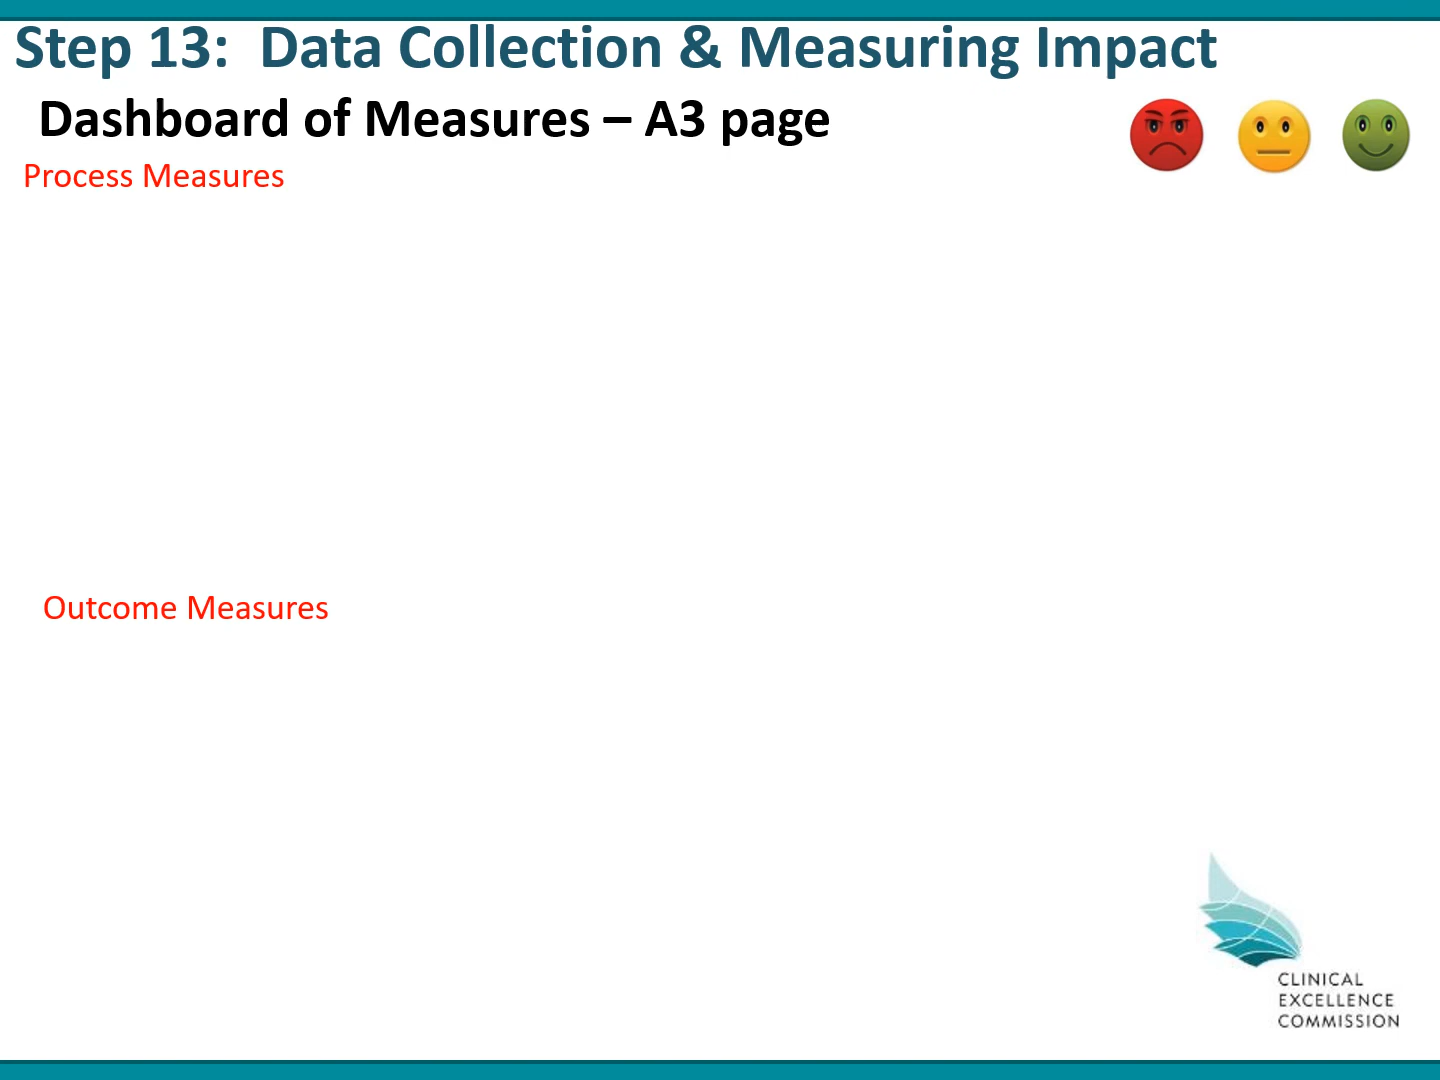 Step 13:  Data Collection & Measuring Impact
Dashboard of Measures – A3 page
Process Measures
Outcome Measures
CLINICAL
EXCELLENCE
COMMISSION